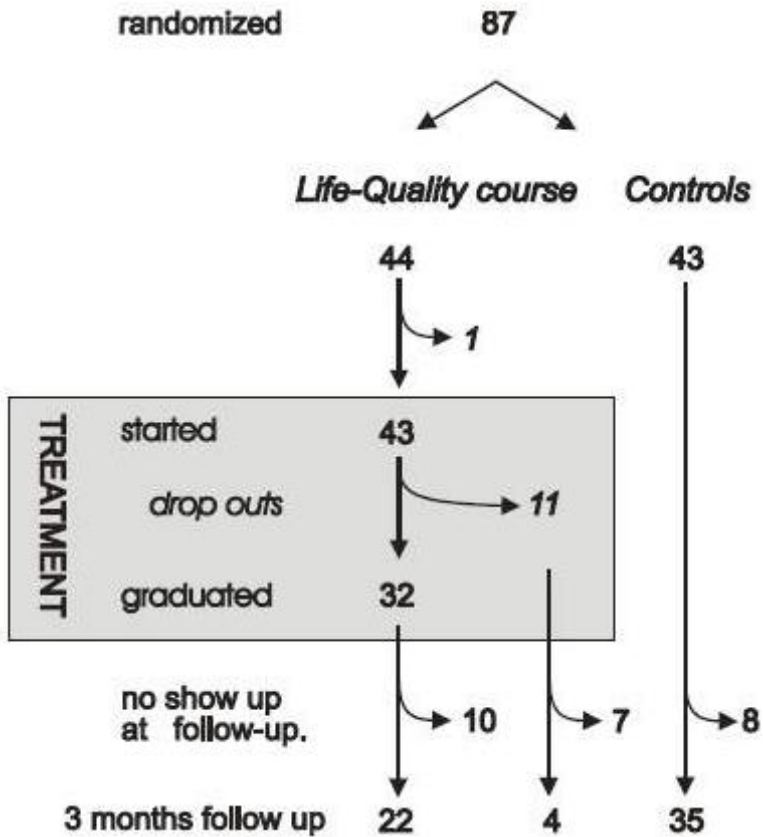 randomized 87
Life-Quality course Controls
44 43
1
TREATMENT
started 43
drop outs 11
graduated 32
no show up
at follow-up. 10 7 8
3 months follow up 22 4 35